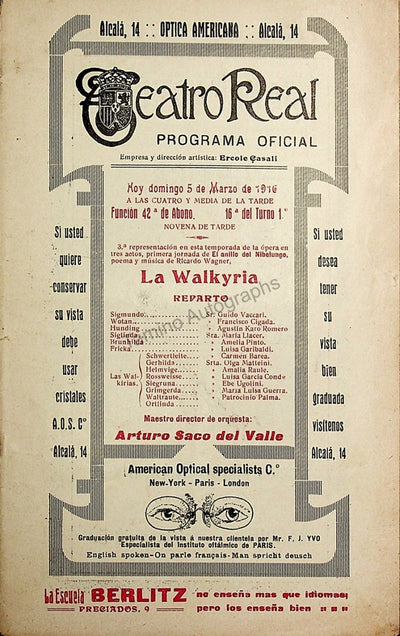 Alcalá, 14 :: OPTICA AMERICANA :: Alcalá, 14
Teatro Real
PROGRAMA OFICIAL
Empresa y dirección artística: Ercole Casali
Hoy domingo 5 de Marzo de 1916
A LAS CUATRO Y MEDIA DE LA TARDE
Función 42ª de Abono. 16ª del Turno 1.º
NOVENA DE TARDE
3.ª representación en esta temporada de la ópera en
tres actos, primera jornada de El anillo del Nibelungo,
poema y música de RICARDO WAGNER,
La Walkyria
REPARTO
Sigmundo Sr. Guido Vaccari.
Wotan » Francisco Cigada.
Hunding » Agustín Karo Romero
Siglinda Sra. María Llacer.
Brunhilda » Amelia Pinto.
Fricka » Luisa Garibaldi.
Las Walkirias.
Schwertleite » Carmen Barea.
Gerhilde Srta. Olga Matteini.
Helmvige » Amalia Raule.
Rossweisse » Luisa García Conde
Siegruna » Ebe Ugolini.
Grimgerda » María Luisa Guerra.
Waltraute » Patrocinio Palma.
Ortlinda
Maestro director de orquesta:
Arturo Saco del Valle
Si usted
quiere
conservar
su vista
debe
usar
cristales
A.O.S. Cº
Alcalá, 14
Si usted
desea
tener
su
vista
bien
graduada
visítenos
Alcalá, 14
American Optical specialists C.º
New-York - Paris - London
Graduación gratuita de la vista á nuestra clientela por Mr. F. J. YVO
Especialista del Instituto oftálmico de PARIS.
English spoken-On parle français-Man spricht deusch
La Escuela BERLITZ no enseña mas que idiomas;
PRECIADOS, 9 pero los enseña bien
Tamino Autographs